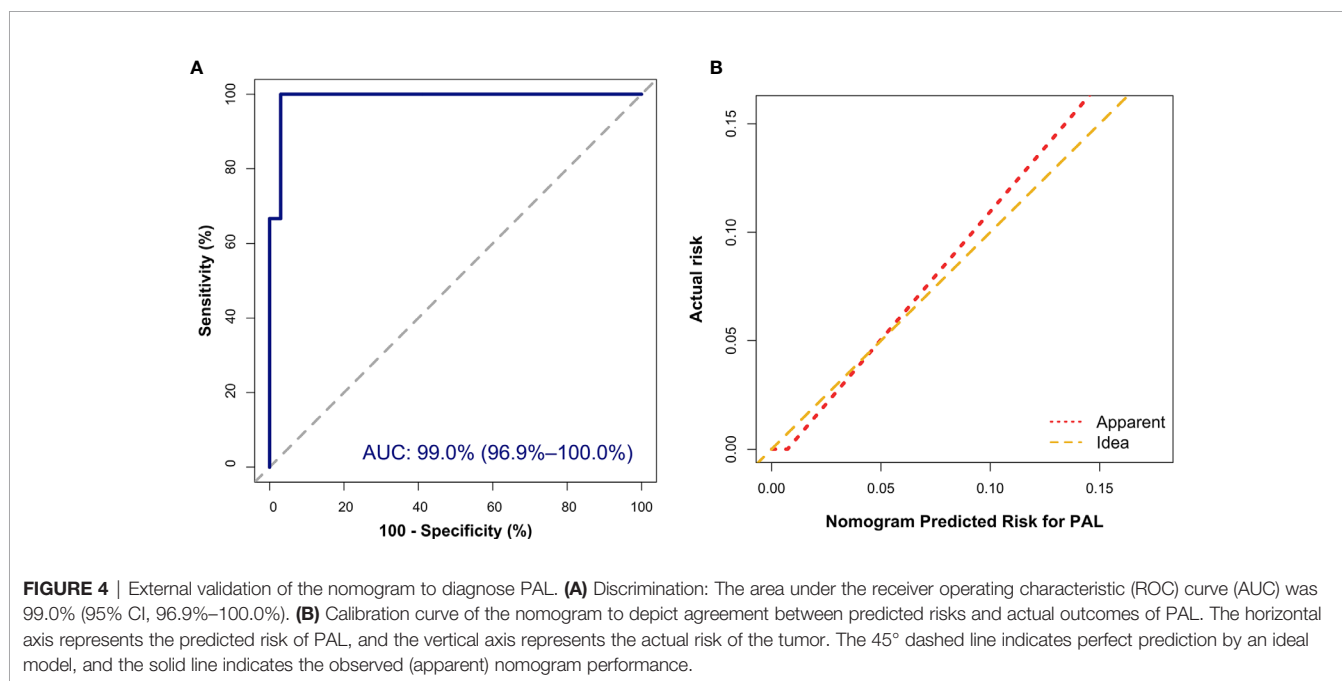 A
100
80
60
40
20
0
Sensitivity (%)
AUC: 99.0% (96.9%–100.0%)
0 20 40 60 80 100
100 - Specificity (%)
B
0.15
0.10
0.05
0.00
Actual risk
Apparent
Idea
0.00 0.05 0.10 0.15
Nomogram Predicted Risk for PAL
FIGURE 4 | External validation of the nomogram to diagnose PAL. (A) Discrimination: The area under the receiver operating characteristic (ROC) curve (AUC) was
99.0% (95% CI, 96.9%–100.0%). (B) Calibration curve of the nomogram to depict agreement between predicted risks and actual outcomes of PAL. The horizontal
axis represents the predicted risk of PAL, and the vertical axis represents the actual risk of the tumor. The 45° dashed line indicates perfect prediction by an ideal
model, and the solid line indicates the observed (apparent) nomogram performance.